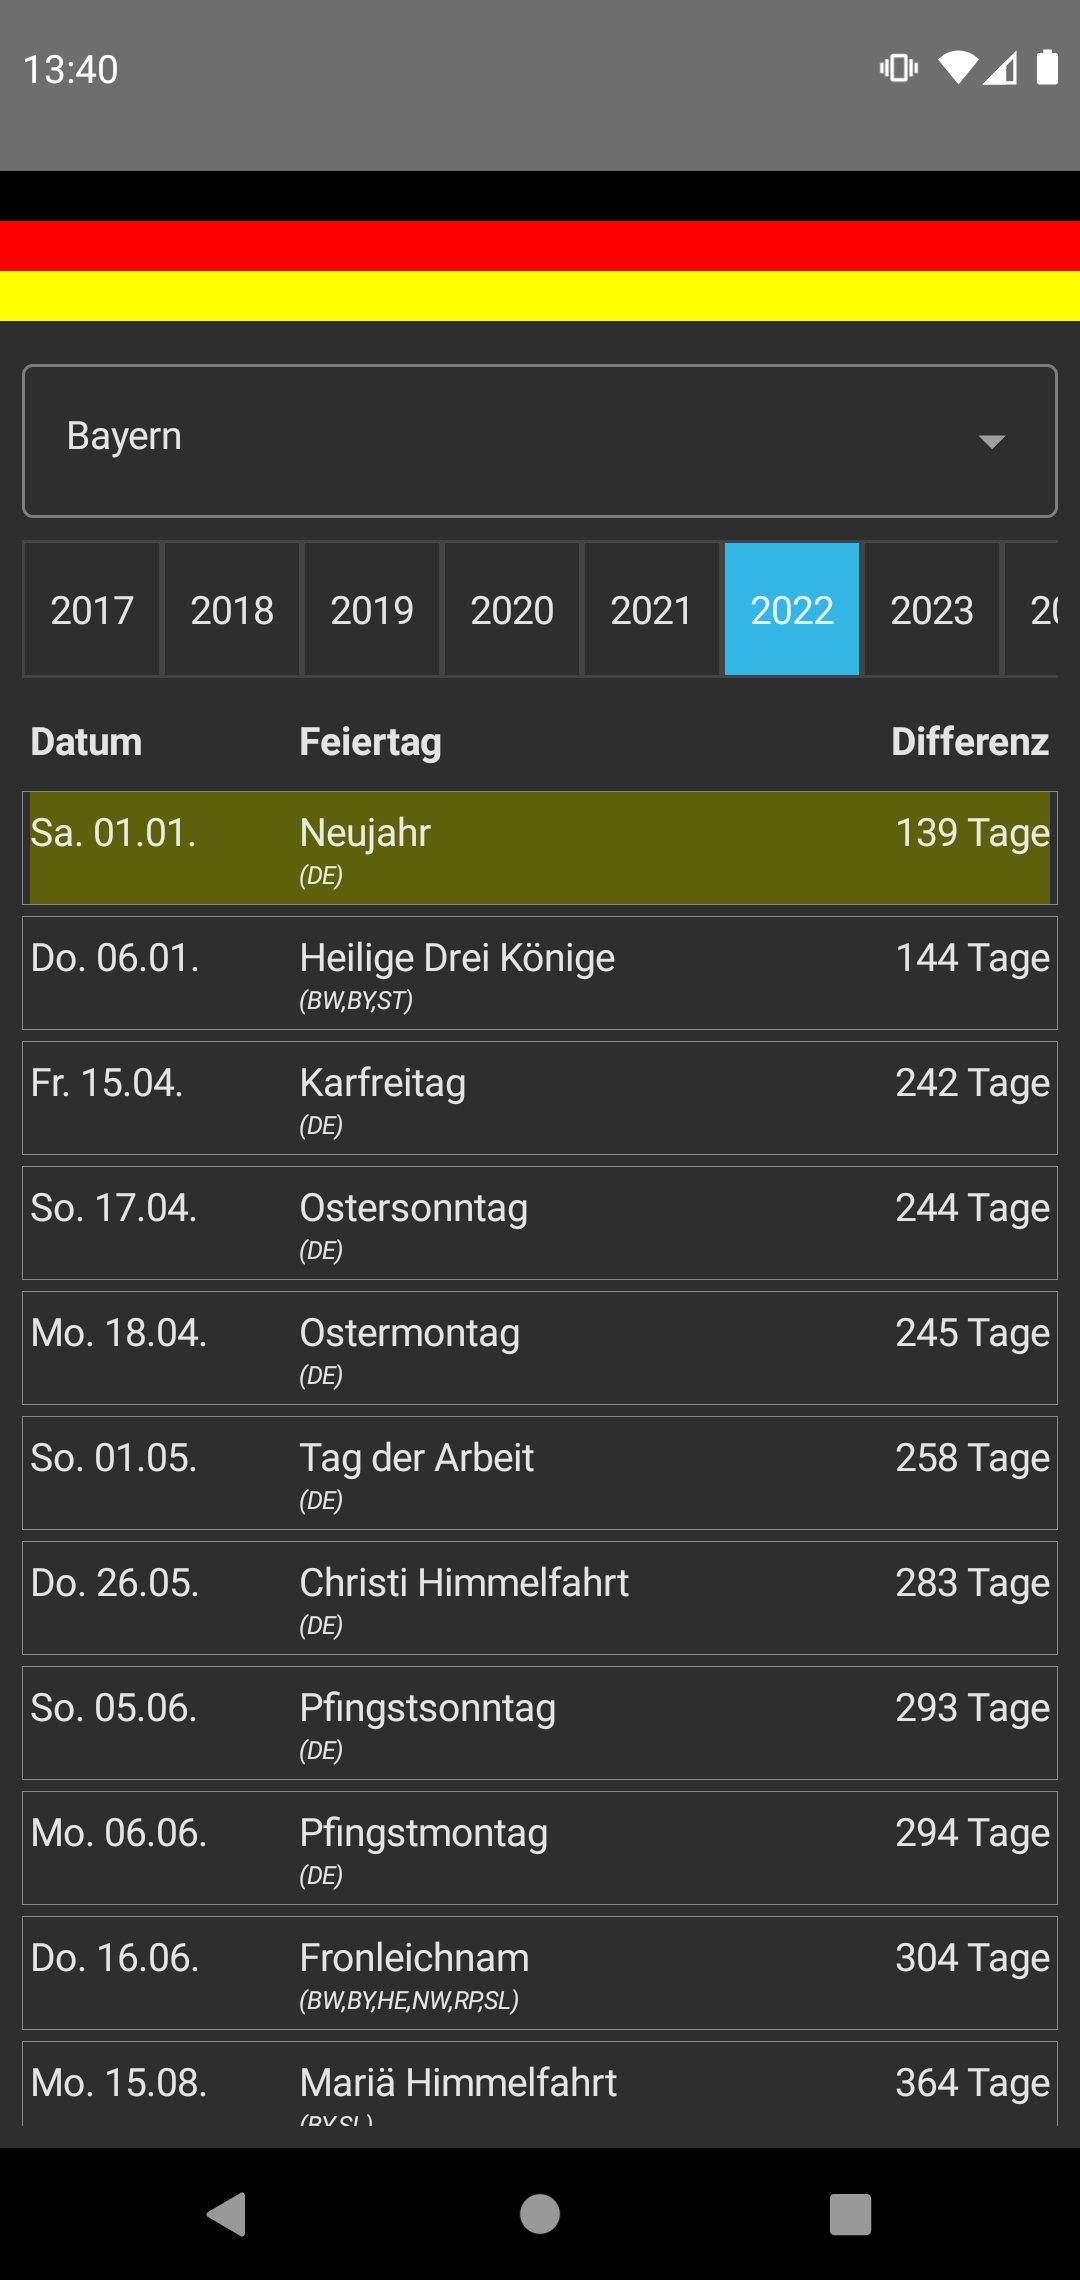 13:40
Bayern
2017 2018 2019 2020 2021 2022 2023 20
Datum Feiertag Differenz
Sa. 01.01. Neujahr 139 Tage
(DE)
Do. 06.01. Heilige Drei Könige 144 Tage
(BW,BY,ST)
Fr. 15.04. Karfreitag 242 Tage
(DE)
So. 17.04. Ostersonntag 244 Tage
(DE)
Mo. 18.04. Ostermontag 245 Tage
(DE)
So. 01.05. Tag der Arbeit 258 Tage
(DE)
Do. 26.05. Christi Himmelfahrt 283 Tage
(DE)
So. 05.06. Pfingstsonntag 293 Tage
(DE)
Mo. 06.06. Pfingstmontag 294 Tage
(DE)
Do. 16.06. Fronleichnam 304 Tage
(BW,BY,HE,NW,RP,SL)
Mo. 15.08. Mariä Himmelfahrt 364 Tage
(BY,SL)